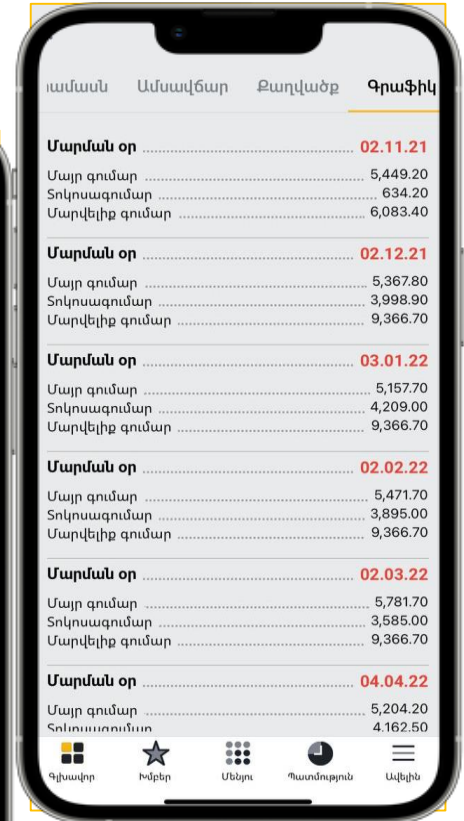 Ամսավճար Քաղվածք Գրաֆիկ
Մարման օր 02.11.21
Մայր գումար 5,449.20
Տոկոսագումար 634.20
Մարվելիք գումար 6,083.40
Մարման օր 02.12.21
Մայր գումար 5,367.80
Տոկոսագումար 3,998.90
Մարվելիք գումար 9,366.70
Մարման օր 03.01.22
Մայր գումար 5,157.70
Տոկոսագումար 4,209.00
Մարվելիք գումար 9,366.70
Մարման օր 02.02.22
Մայր գումար 5,471.70
Տոկոսագումար 3,895.00
Մարվելիք գումար 9,366.70
Մարման օր 02.03.22
Մայր գումար 5,781.70
Տոկոսագումար 3,585.00
Մարվելիք գումար 9,366.70
Մարման օր 04.04.22
Մայր գումար 5,204.20
Տոկոսագումար 4,162.50
Գլխավոր Խմբեր Մենյու Պատմություն Ավելին